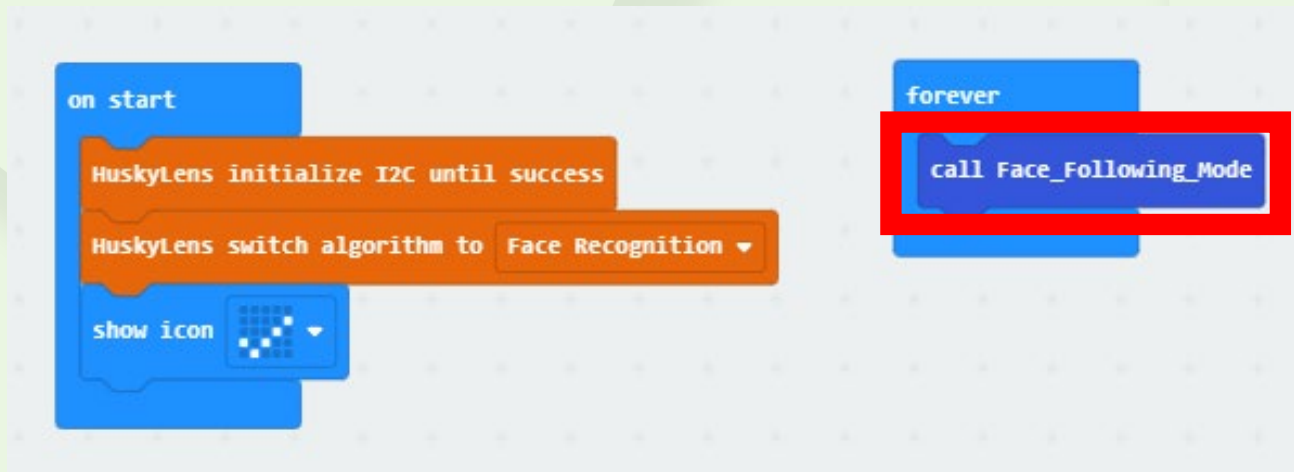 on start
HuskyLens initialize I2C until success
HuskyLens switch algorithm to Face Recognition
show icon
forever
call Face_Following_Mode